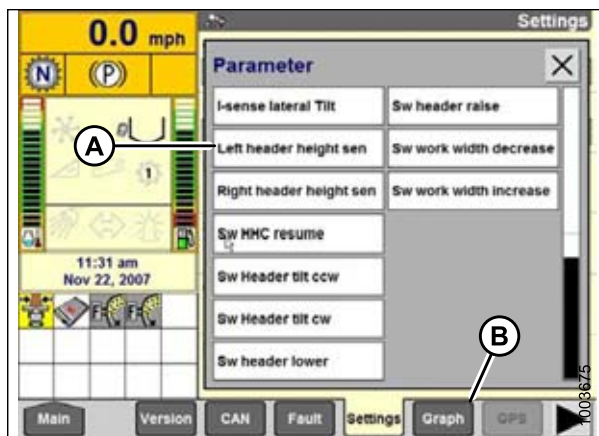 0.0 mph
Settings
N
(P)
Parameter
X
I-sense lateral Tilt
Sw header raise
A
Left header height sen
Sw work width decrease
1
Right header height sen
Sw work width increase
Sw HHC resume
11:31 am
Nov 22, 2007
Sw Header tilt ccw
F
F
Sw Header tilt cw
B
Sw header lower
Main
Version
CAN
Fault
Settings
Graph
GPS
1003675